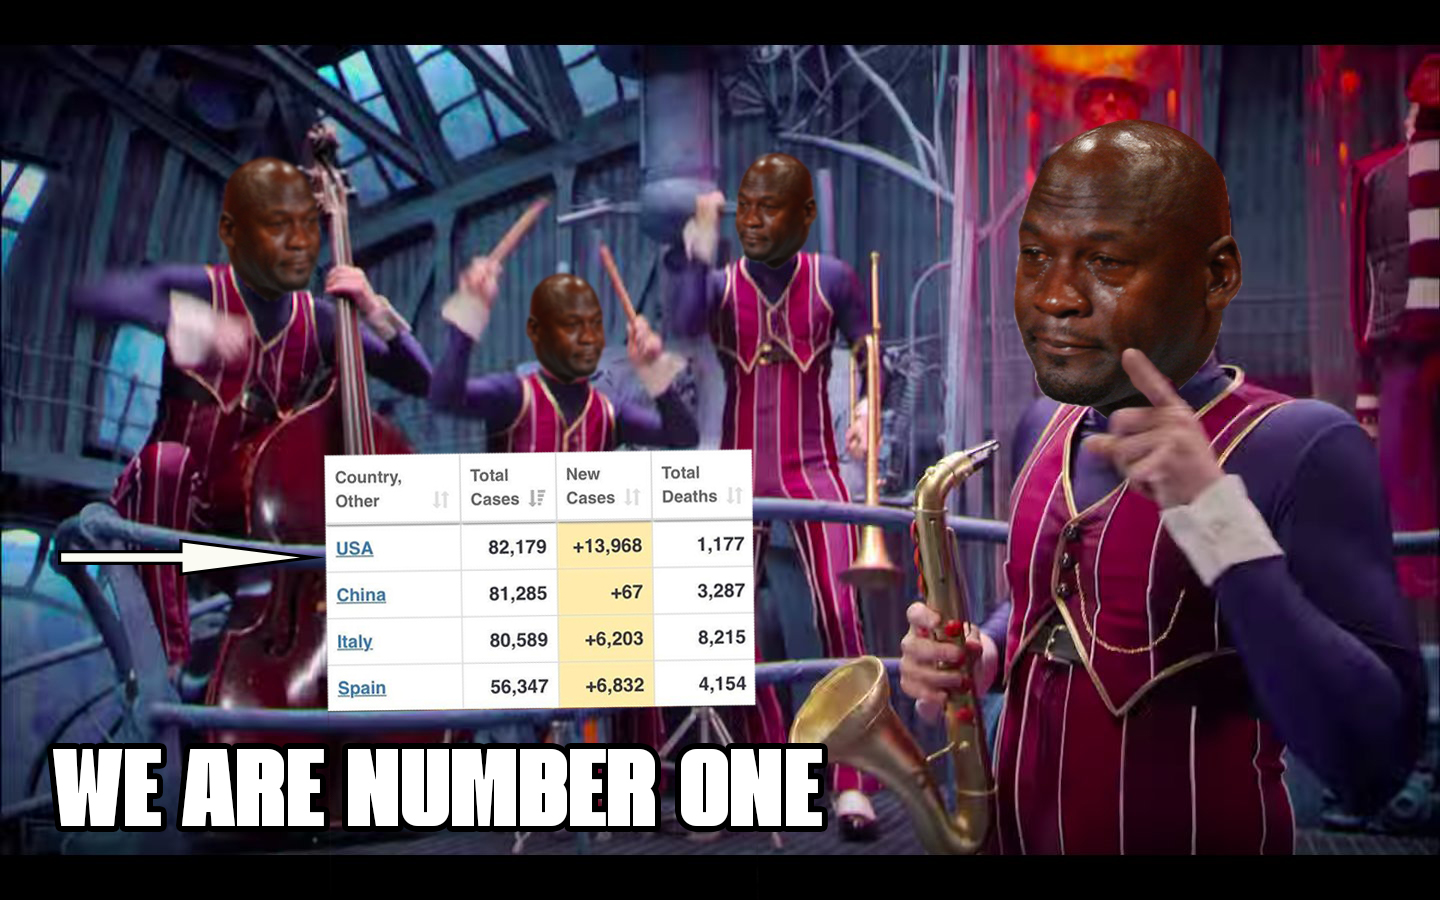 Country, Other Total Cases New Cases Total Deaths
USA 82,179 +13,968 1,177
China 81,285 +67 3,287
Italy 80,589 +6,203 8,215
Spain 56,347 +6,832 4,154
WE ARE NUMBER ONE